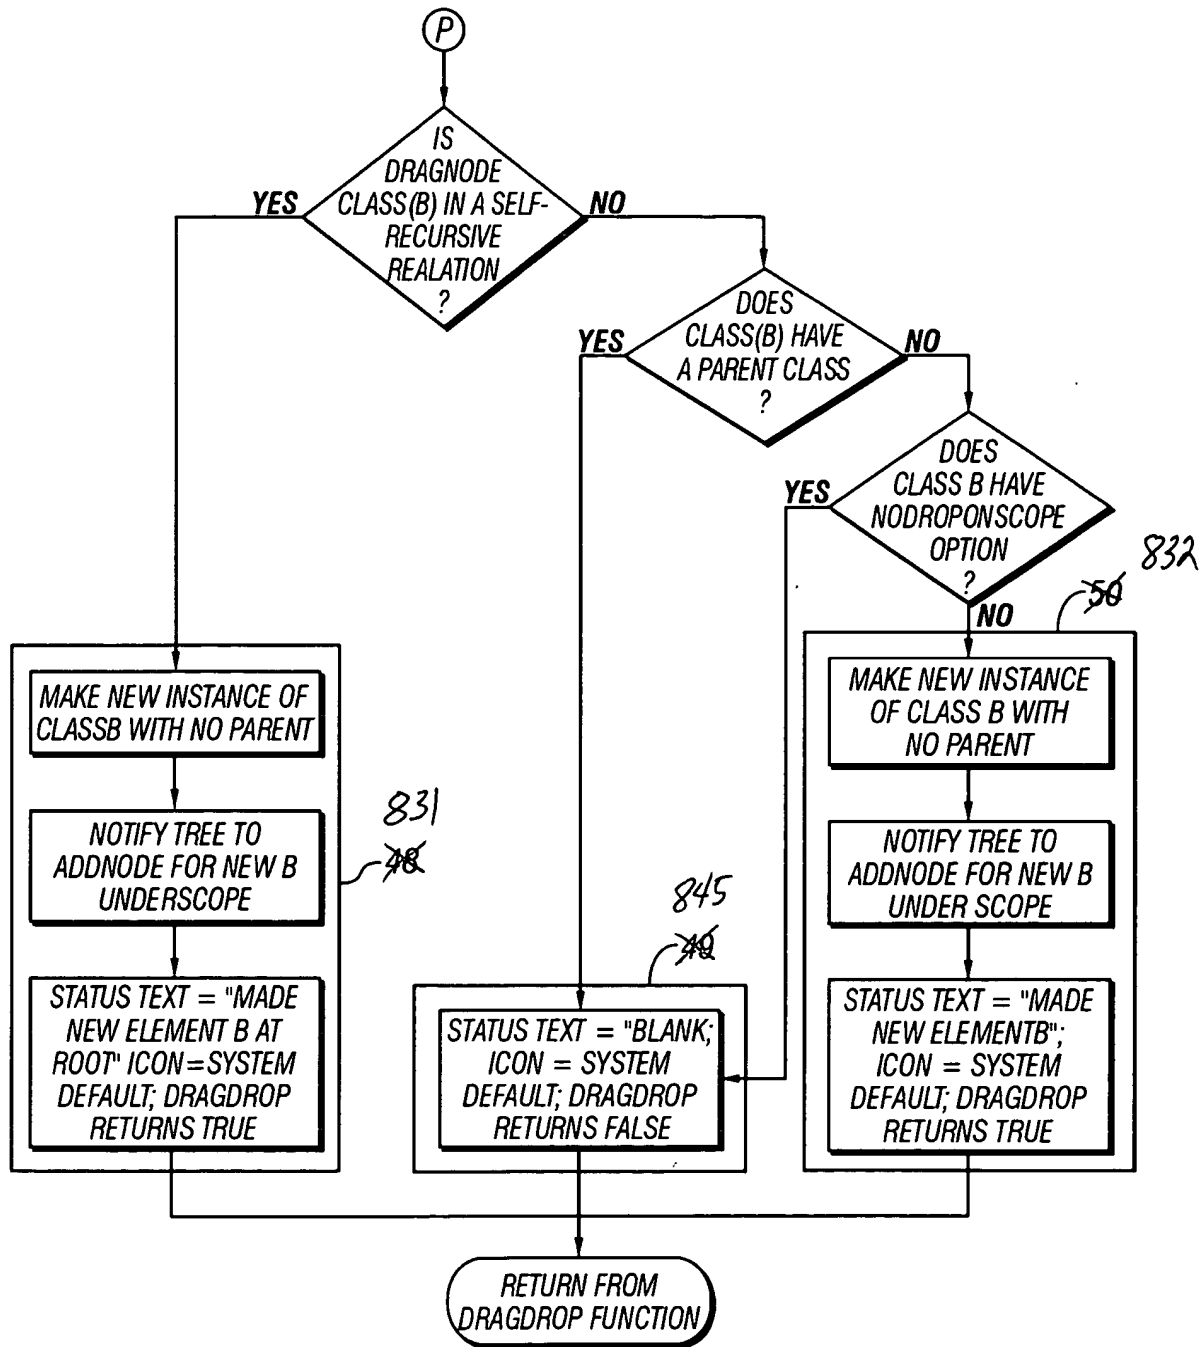 P
IS
DRAGNODE
CLASS(B) IN A SELF-
RECURSIVE
REALATION
?
YES
NO
DOES
CLASS(B) HAVE
A PARENT CLASS
?
YES
NO
DOES
CLASS B HAVE
NODROPONSCOPE
OPTION
?
YES
NO
832
50
MAKE NEW INSTANCE OF
CLASSB WITH NO PARENT
NOTIFY TREE TO
ADDNODE FOR NEW B
UNDERSCOPE
STATUS TEXT = "MADE
NEW ELEMENT B AT
ROOT" ICON=SYSTEM
DEFAULT; DRAGDROP
RETURNS TRUE
831
48
845
49
STATUS TEXT = "BLANK;
ICON = SYSTEM
DEFAULT; DRAGDROP
RETURNS FALSE
MAKE NEW INSTANCE
OF CLASS B WITH
NO PARENT
NOTIFY TREE TO
ADDNODE FOR NEW B
UNDER SCOPE
STATUS TEXT = "MADE
NEW ELEMENTB";
ICON = SYSTEM
DEFAULT; DRAGDROP
RETURNS TRUE
RETURN FROM
DRAGDROP FUNCTION